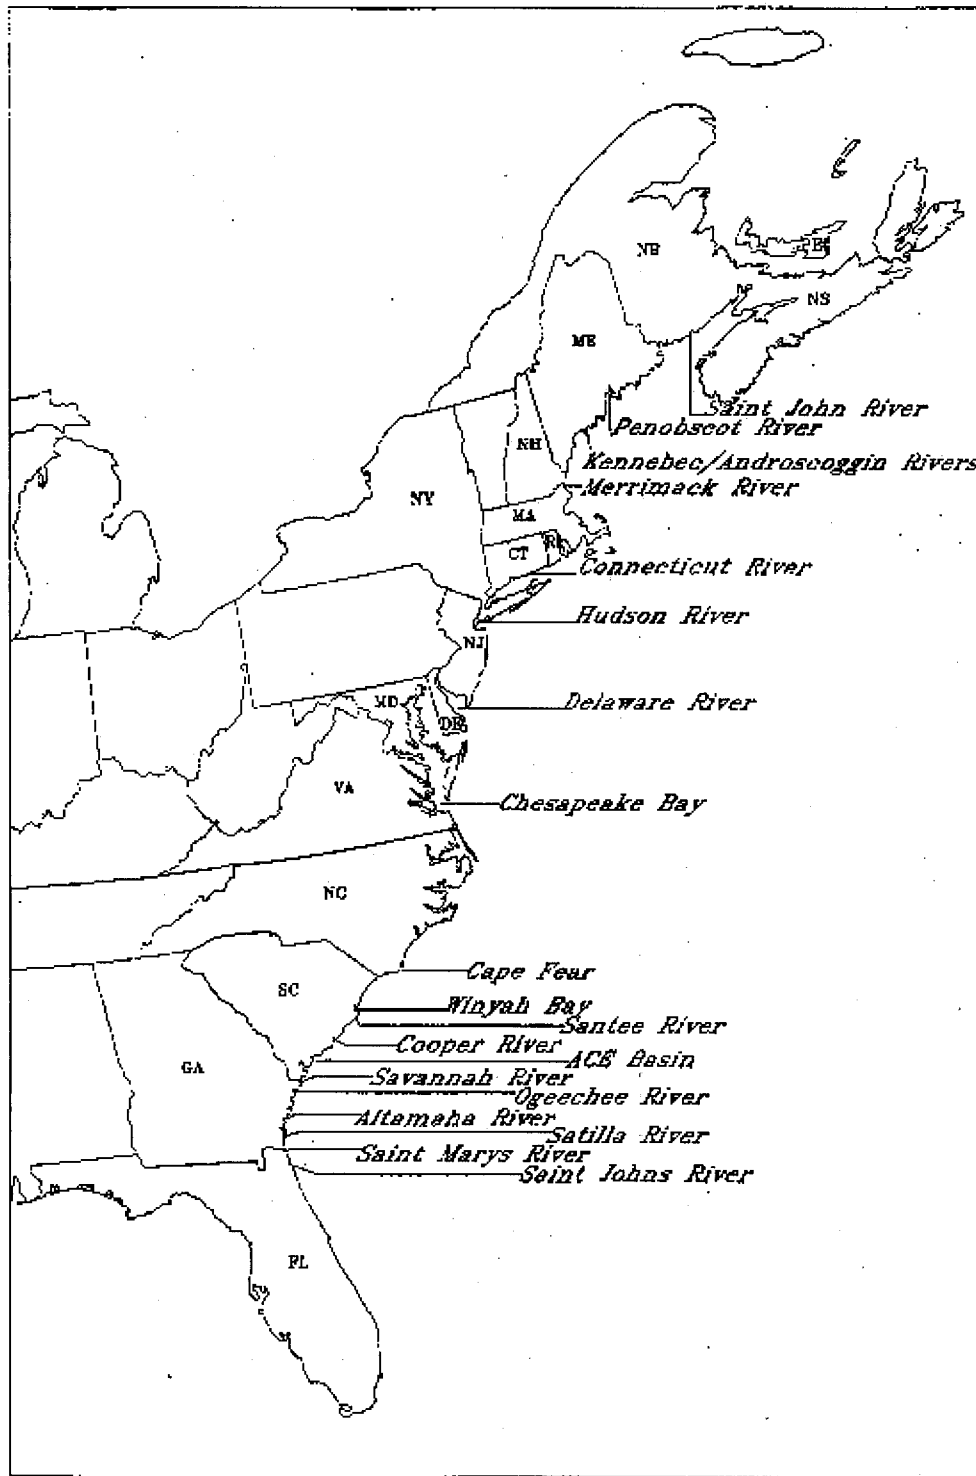 NB
PE
NS
ME
Saint John River
Penobscot River
NH
Kennebec/Androscoggin Rivers
Merrimack River
NY
MA
CT
RI
Connecticut River
Hudson River
NJ
MD
Delaware River
DE
VA
Chesapeake Bay
NC
Cape Fear
SC
Winyah Bay
Santee River
Cooper River
ACE Basin
GA
Savannah River
Ogeechee River
Altamaha River
Satilla River
Saint Marys River
Saint Johns River
FL